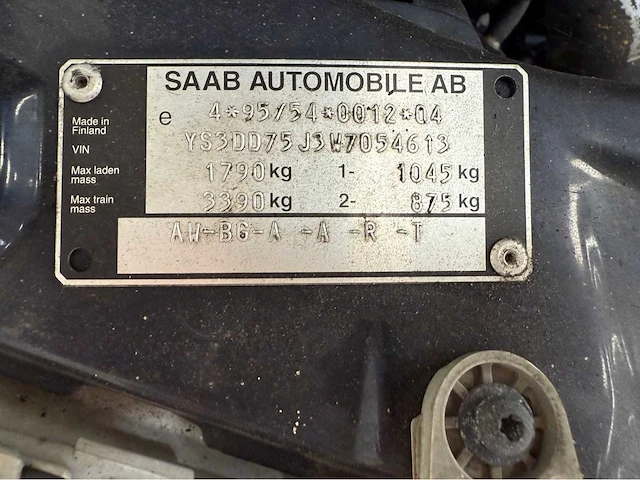 SAAB AUTOMOBILE AB
e 4*95/54*0012*04
Made in
Finland
VIN YS3DD75J3W7054613
Max laden
mass 1790 kg 1- 1045 kg
Max train
mass 3390 kg 2- 875 kg
AW-BG-A -A -R -T